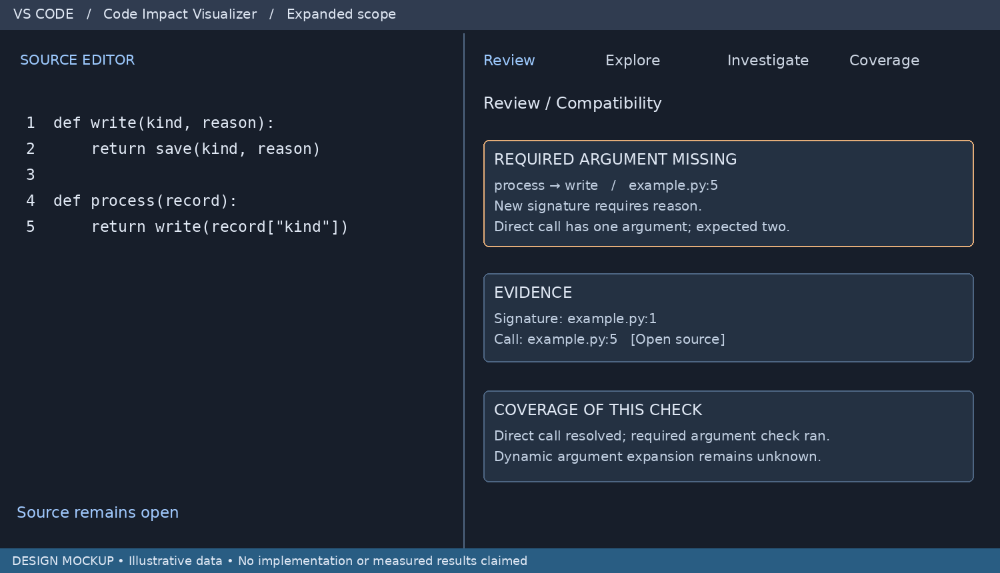 VS CODE / Code Impact Visualizer / Expanded scope
SOURCE EDITOR
1 def write(kind, reason):
2     return save(kind, reason)
3
4 def process(record):
5     return write(record["kind"])
Source remains open
Review Explore Investigate Coverage
Review / Compatibility
REQUIRED ARGUMENT MISSING
process → write / example.py:5
New signature requires reason.
Direct call has one argument; expected two.
EVIDENCE
Signature: example.py:1
Call: example.py:5 [Open source]
COVERAGE OF THIS CHECK
Direct call resolved; required argument check ran.
Dynamic argument expansion remains unknown.
DESIGN MOCKUP • Illustrative data • No implementation or measured results claimed